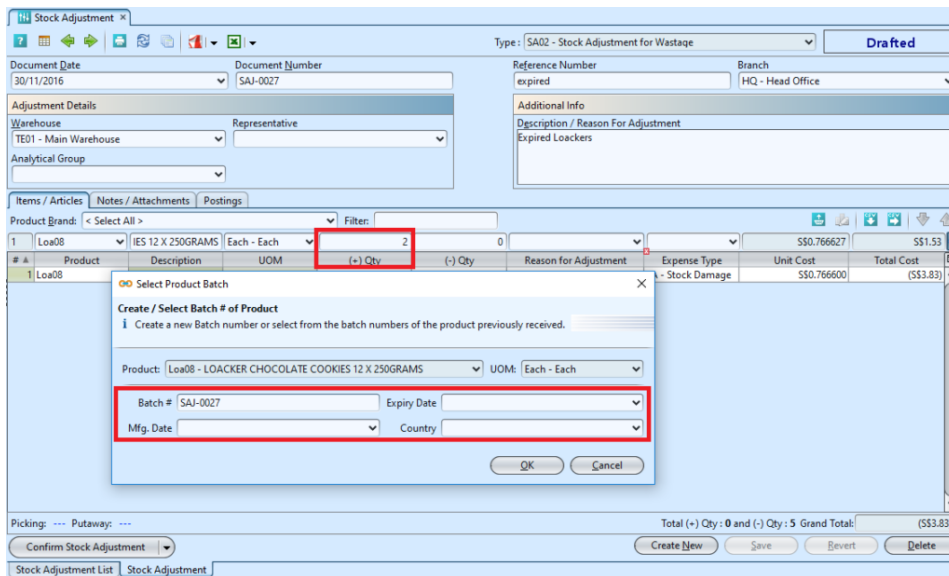 Stock Adjustment ×
Type : SA02 - Stock Adjustment for Wastage Drafted
Document Date Document Number Reference Number Branch
30/11/2016 SAJ-0027 expired HQ - Head Office
Adjustment Details Additional Info
Warehouse Representative Description / Reason For Adjustment
TE01 - Main Warehouse Expired Loackers
Analytical Group
Items / Articles Notes / Attachments Postings
Product Brand: < Select All > Filter:
1 Loa08 IES 12 X 250GRAMS Each - Each 2 0 S$0.766627 S$1.53
# Product Description UOM (+) Qty (-) Qty Reason for Adjustment Expense Type Unit Cost Total Cost
1 Loa08 - Stock Damage S$0.766600 (S$3.83)
Select Product Batch ×
Create / Select Batch # of Product
i Create a new Batch number or select from the batch numbers of the product previously received.
Product: Loa08 - LOACKER CHOCOLATE COOKIES 12 X 250GRAMS UOM: Each - Each
Batch # SAJ-0027 Expiry Date
Mfg. Date Country
OK Cancel
Picking: --- Putaway: --- Total (+) Qty : 0 and (-) Qty : 5 Grand Total: (S$3.83
Confirm Stock Adjustment Create New Save Revert Delete
Stock Adjustment List Stock Adjustment